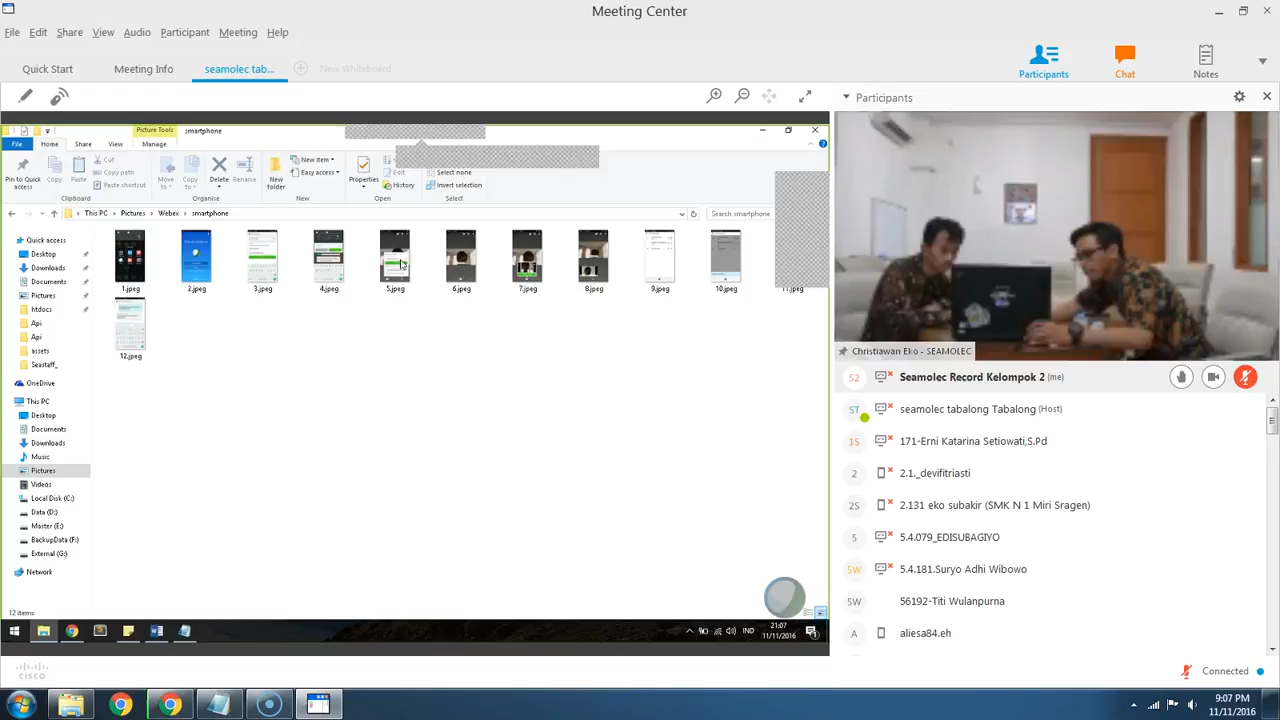 Meeting Center
File Edit Share View Audio Participant Meeting Help
Quick Start Meeting Info seamolec tab... New Whiteboard
Participants Chat Notes
Participants
Picture Tools smartphone
File Home Share View Manage
Pin to Quick access
Copy
Paste
Cut
Copy path
Paste shortcut
Move to
Copy to
Delete
Rename
New folder
New item
Easy access
Properties
Edit
History
Select none
Invert selection
Clipboard Organise New Open Select
This PC Pictures Webex smartphone
Search smartphone
Quick access
Desktop
Downloads
Documents
Pictures
htdocs
Api
Api
assets
Seastaff_
OneDrive
This PC
Desktop
Documents
Downloads
Music
Pictures
Videos
Local Disk (C:)
Data (D:)
Master (E:)
BackupData (F:)
External (G:)
Network
1.jpeg 2.jpeg 3.jpeg 4.jpeg 5.jpeg 6.jpeg 7.jpeg 8.jpeg 9.jpeg 10.jpeg 11.jpeg
12.jpeg
12 items
IND
21:07
11/11/2016
Christiawan Eko - SEAMOLEC
S2 Seamolec Record Kelompok 2 (me)
ST seamolec tabalong Tabalong (Host)
1S 171-Erni Katarina Setiowati,S.Pd
2 2.1._devifitriasti
2S 2.131 eko subakir (SMK N 1 Miri Sragen)
5 5.4.079_EDISUBAGIYO
5W 5.4.181.Suryo Adhi Wibowo
5W 56192-Titi Wulanpurna
A aliesa84.eh
CISCO
Connected
9:07 PM
11/11/2016